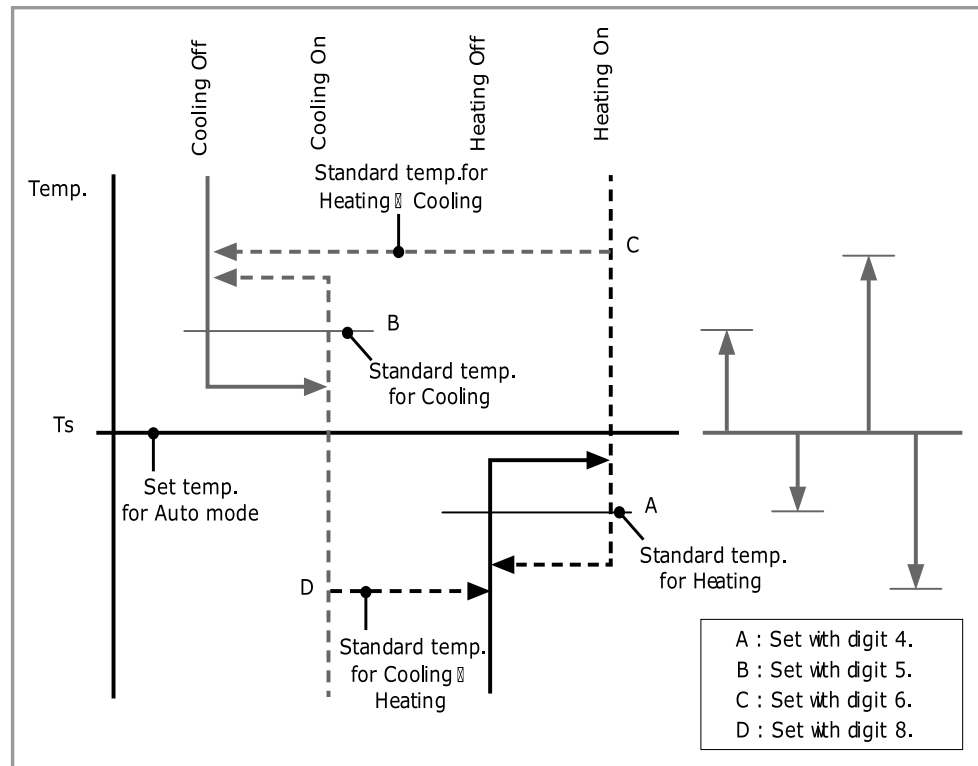 Cooling Off
Cooling On
Heating Off
Heating On
Temp.
Standard temp.for
Heating▯ Cooling
C
B
Standard temp.
for Cooling
Ts
Set temp.
for Auto mode
A
Standard temp.
for Heating
D
Standard temp.
for Cooling▯
Heating
A : Set with digit 4.
B : Set with digit 5.
C : Set with digit 6.
D : Set with digit 8.